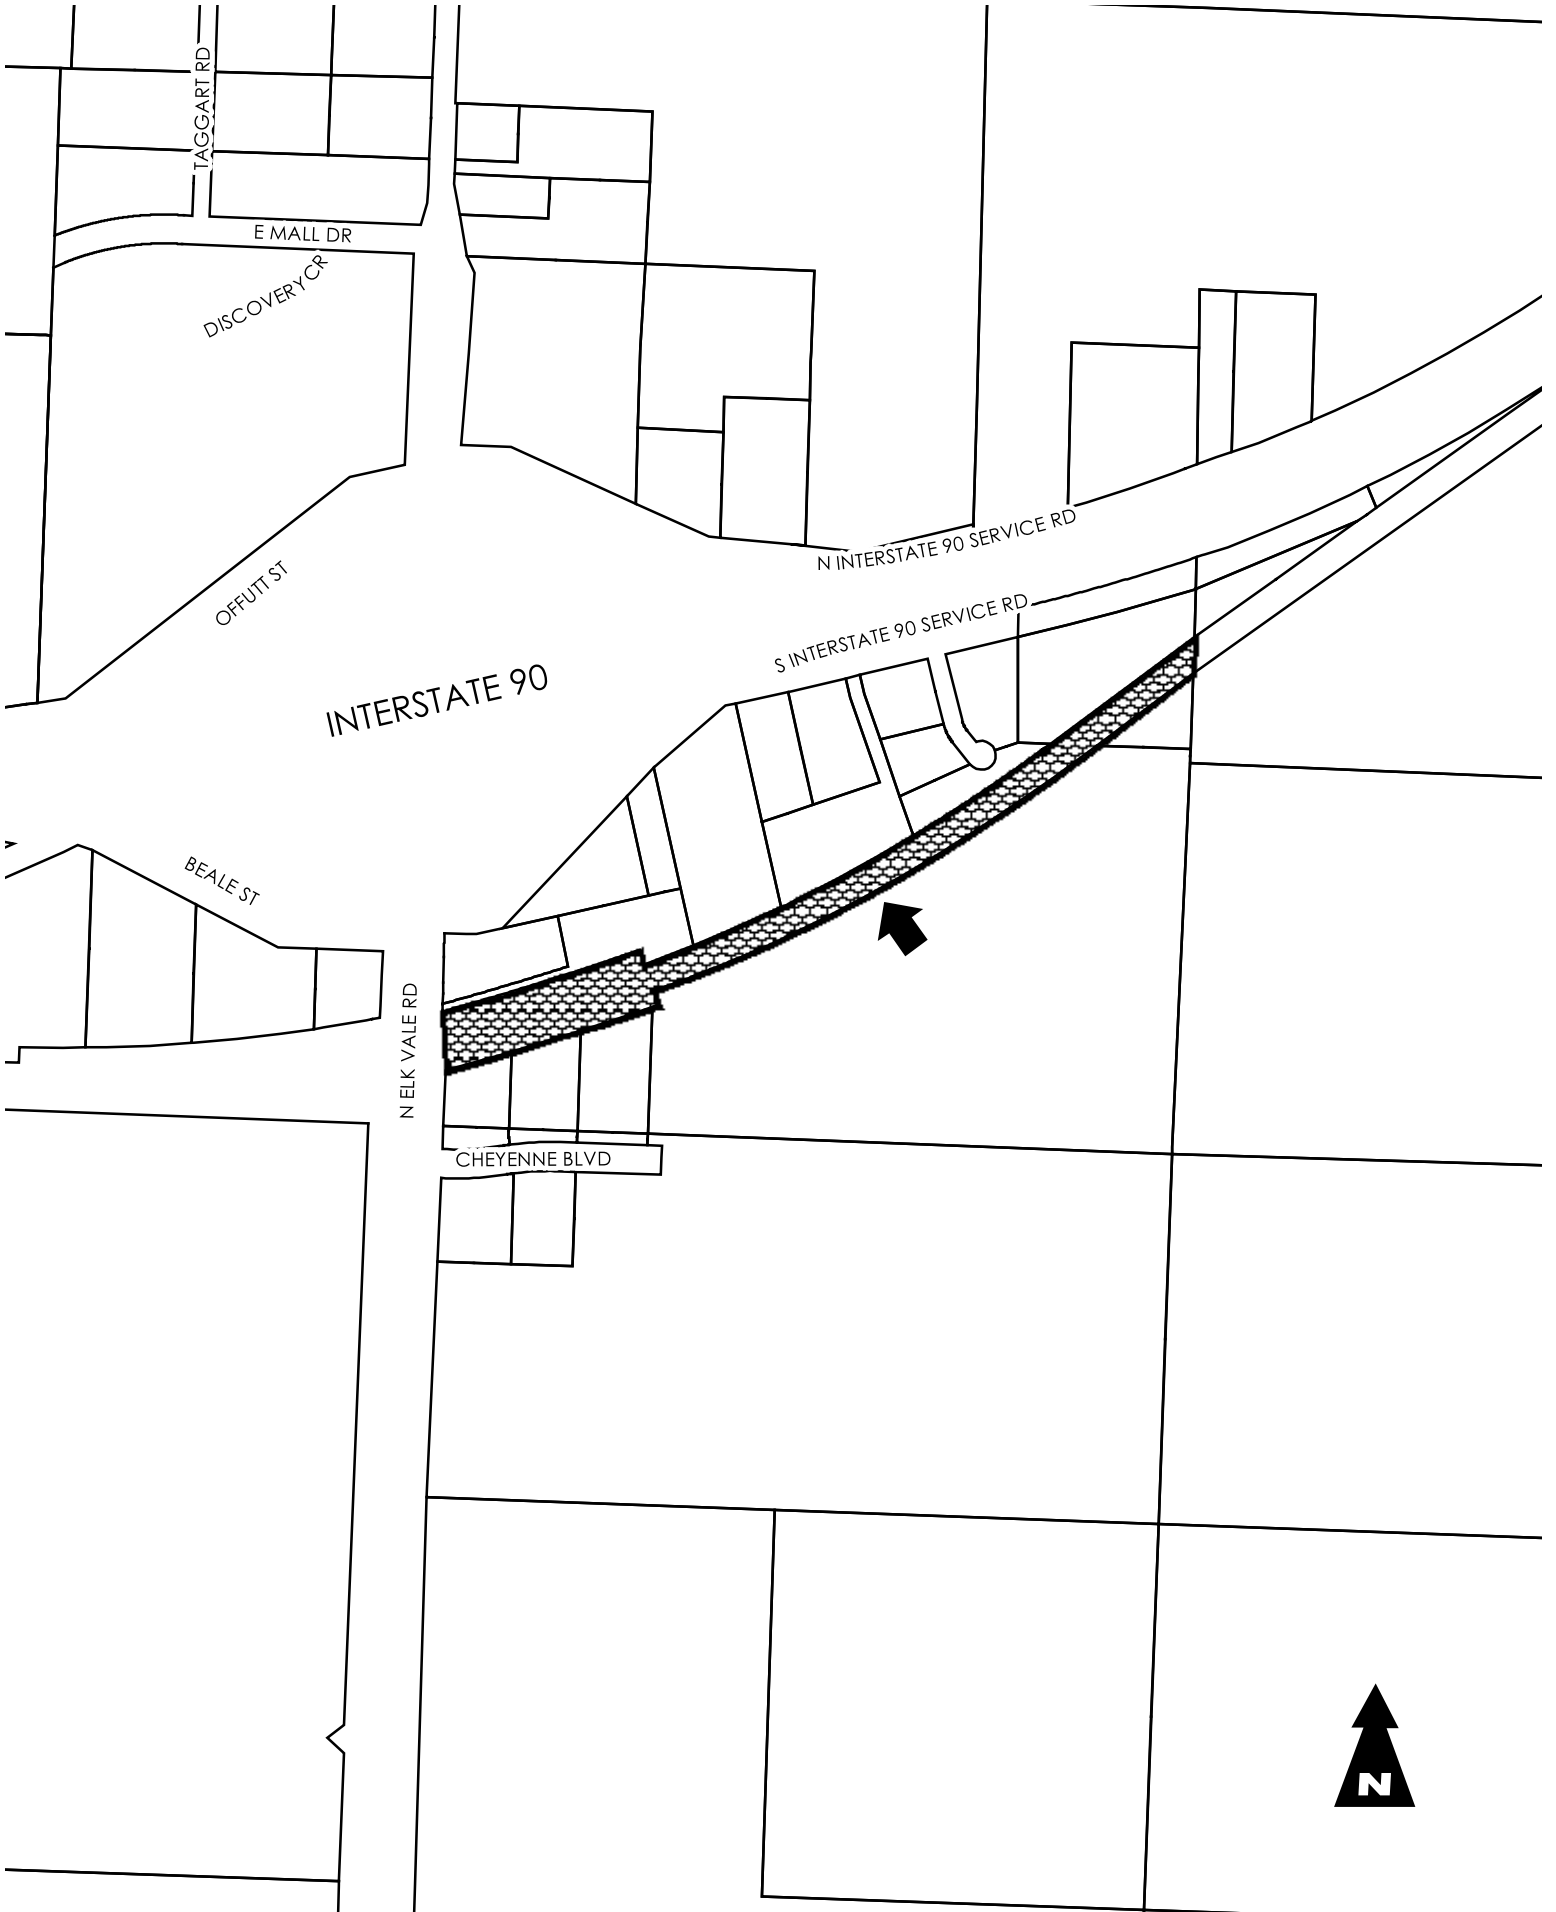 TAGGART RD
E MALL DR
DISCOVERY CR
N INTERSTATE 90 SERVICE RD
OFFUTT ST
S INTERSTATE 90 SERVICE RD
INTERSTATE 90
BEALE ST
N ELK VALE RD
CHEYENNE BLVD
N